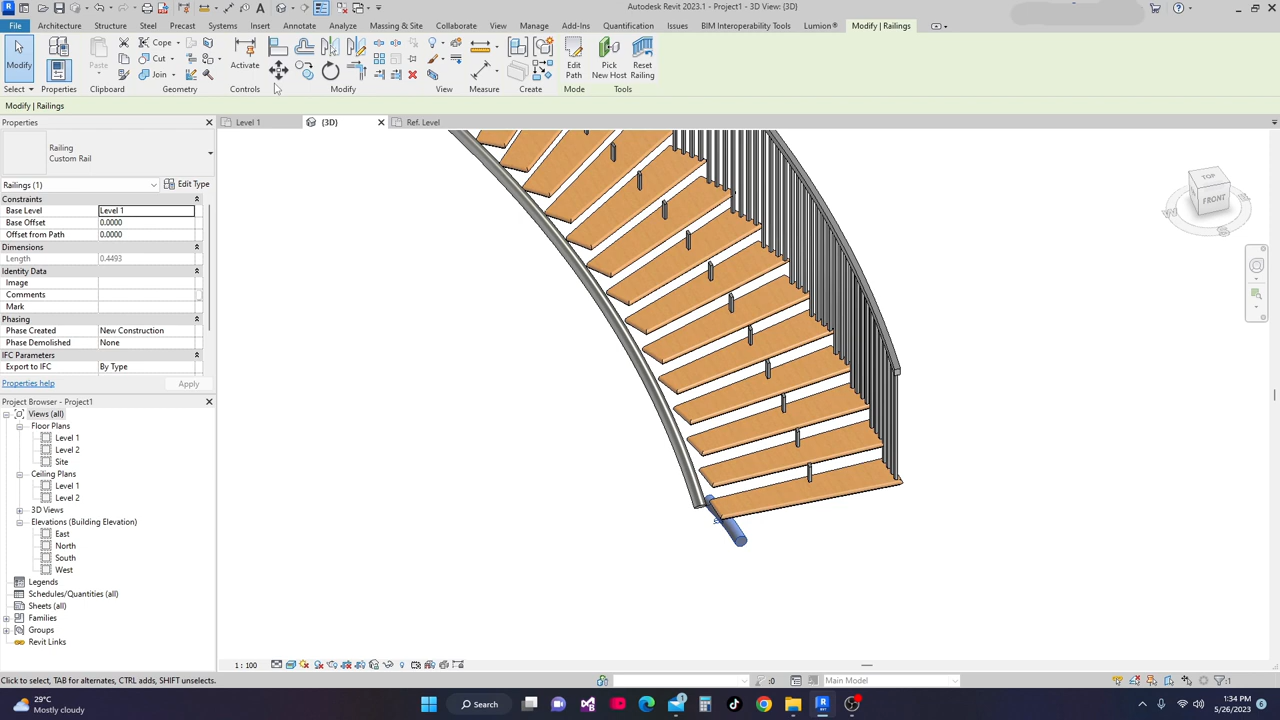 Autodesk Revit 2023.1 - Project1 - 3D View: {3D}
File Architecture Structure Steel Precast Systems Insert Annotate Analyze Massing & Site Collaborate View Manage Add-Ins Quantification Issues BIM Interoperability Tools Lumion® Modify | Railings
Cope
Cut
Join
Paste
Activate
Edit Path
Pick New Host
Reset Railing
Modify
Select Properties Clipboard Geometry Controls Modify View Measure Create Mode Tools
Modify | Railings
Properties
Level 1 {3D} Ref. Level
Railing
Custom Rail
Railings (1) Edit Type
Constraints
Base Level Level 1
Base Offset 0.0000
Offset from Path 0.0000
Dimensions
Length 0.4493
Identity Data
Image
Comments
Mark
Phasing
Phase Created New Construction
Phase Demolished None
IFC Parameters
Export to IFC By Type
Properties help Apply
Project Browser - Project1
Views (all)
Floor Plans
Level 1
Level 2
Site
Ceiling Plans
Level 1
Level 2
3D Views
Elevations (Building Elevation)
East
North
South
West
Legends
Schedules/Quantities (all)
Sheets (all)
Families
Groups
Revit Links
TOP
FRONT
1 : 100
Click to select, TAB for alternates, CTRL adds, SHIFT unselects.
:0
Main Model
:1
29°C
Mostly cloudy
Search
1:34 PM
5/26/2023